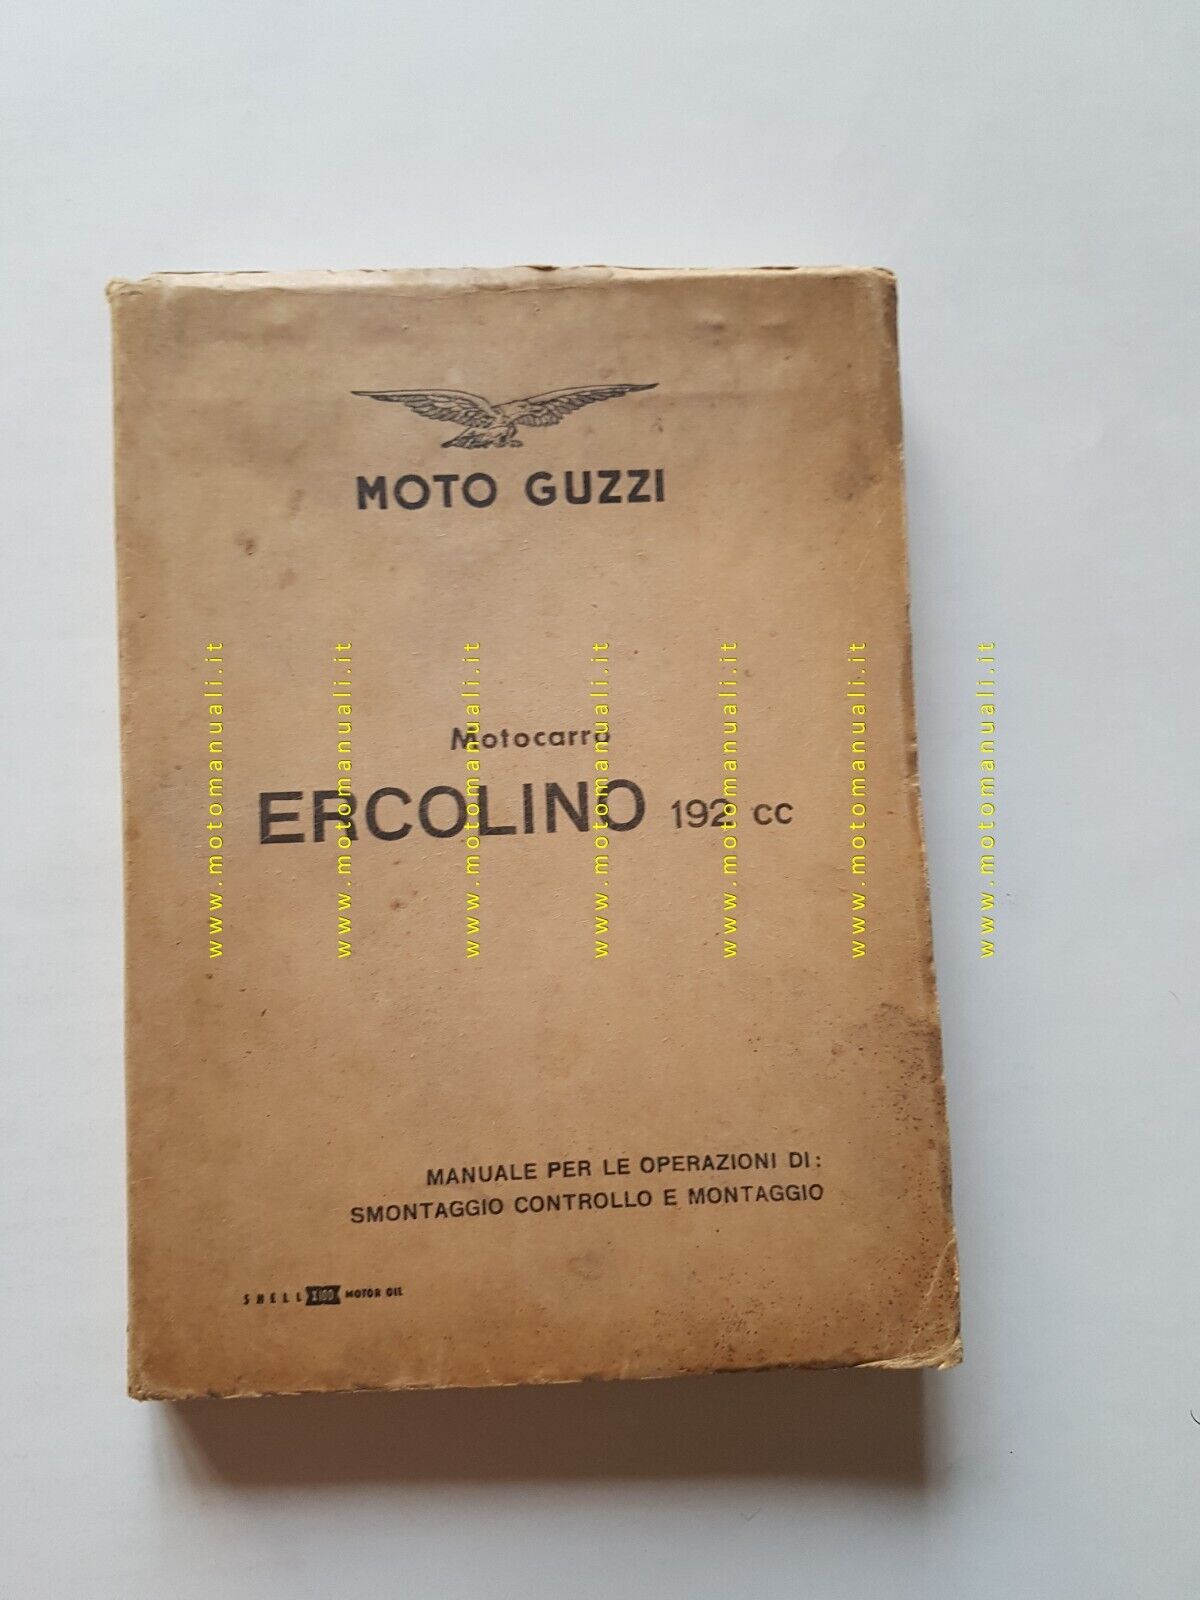 MOTO GUZZI
Motocarro
ERCOLINO 192 cc
MANUALE PER LE OPERAZIONI DI:
SMONTAGGIO CONTROLLO E MONTAGGIO
SHELL X100 MOTOR OIL
www.motomanuali.it
www.motomanuali.it
www.motomanuali.it
www.motomanuali.it
www.motomanuali.it
www.motomanuali.it
www.motomanuali.it